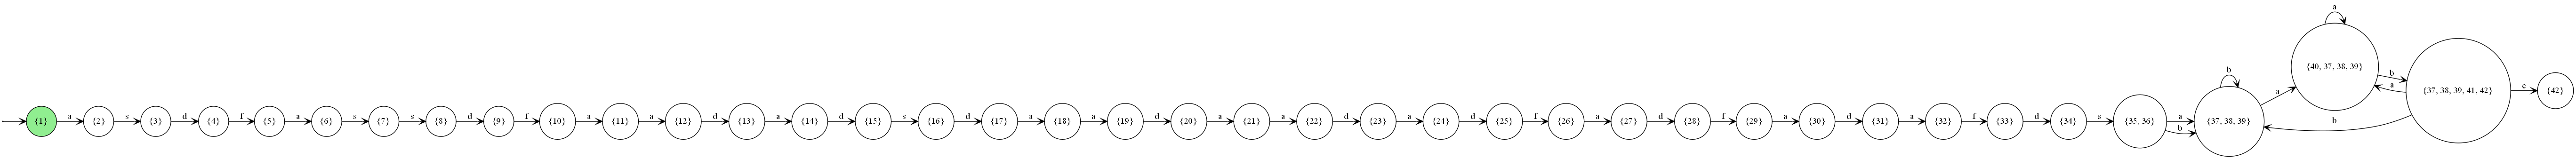 a
a
{40, 37, 38, 39}
b
a
{37, 38, 39, 41, 42}
c
{42}
b
a
{1} a {2} s {3} d {4} f {5} a {6} s {7} s {8} d {9} f {10} a {11} a {12} d {13} a {14} d {15} s {16} d {17} a {18} a {19} d {20} a {21} a {22} d {23} a {24} d {25} f {26} a {27} d {28} f {29} a {30} d {31} a {32} f {33} d {34} s {35, 36} a {37, 38, 39}
b
b